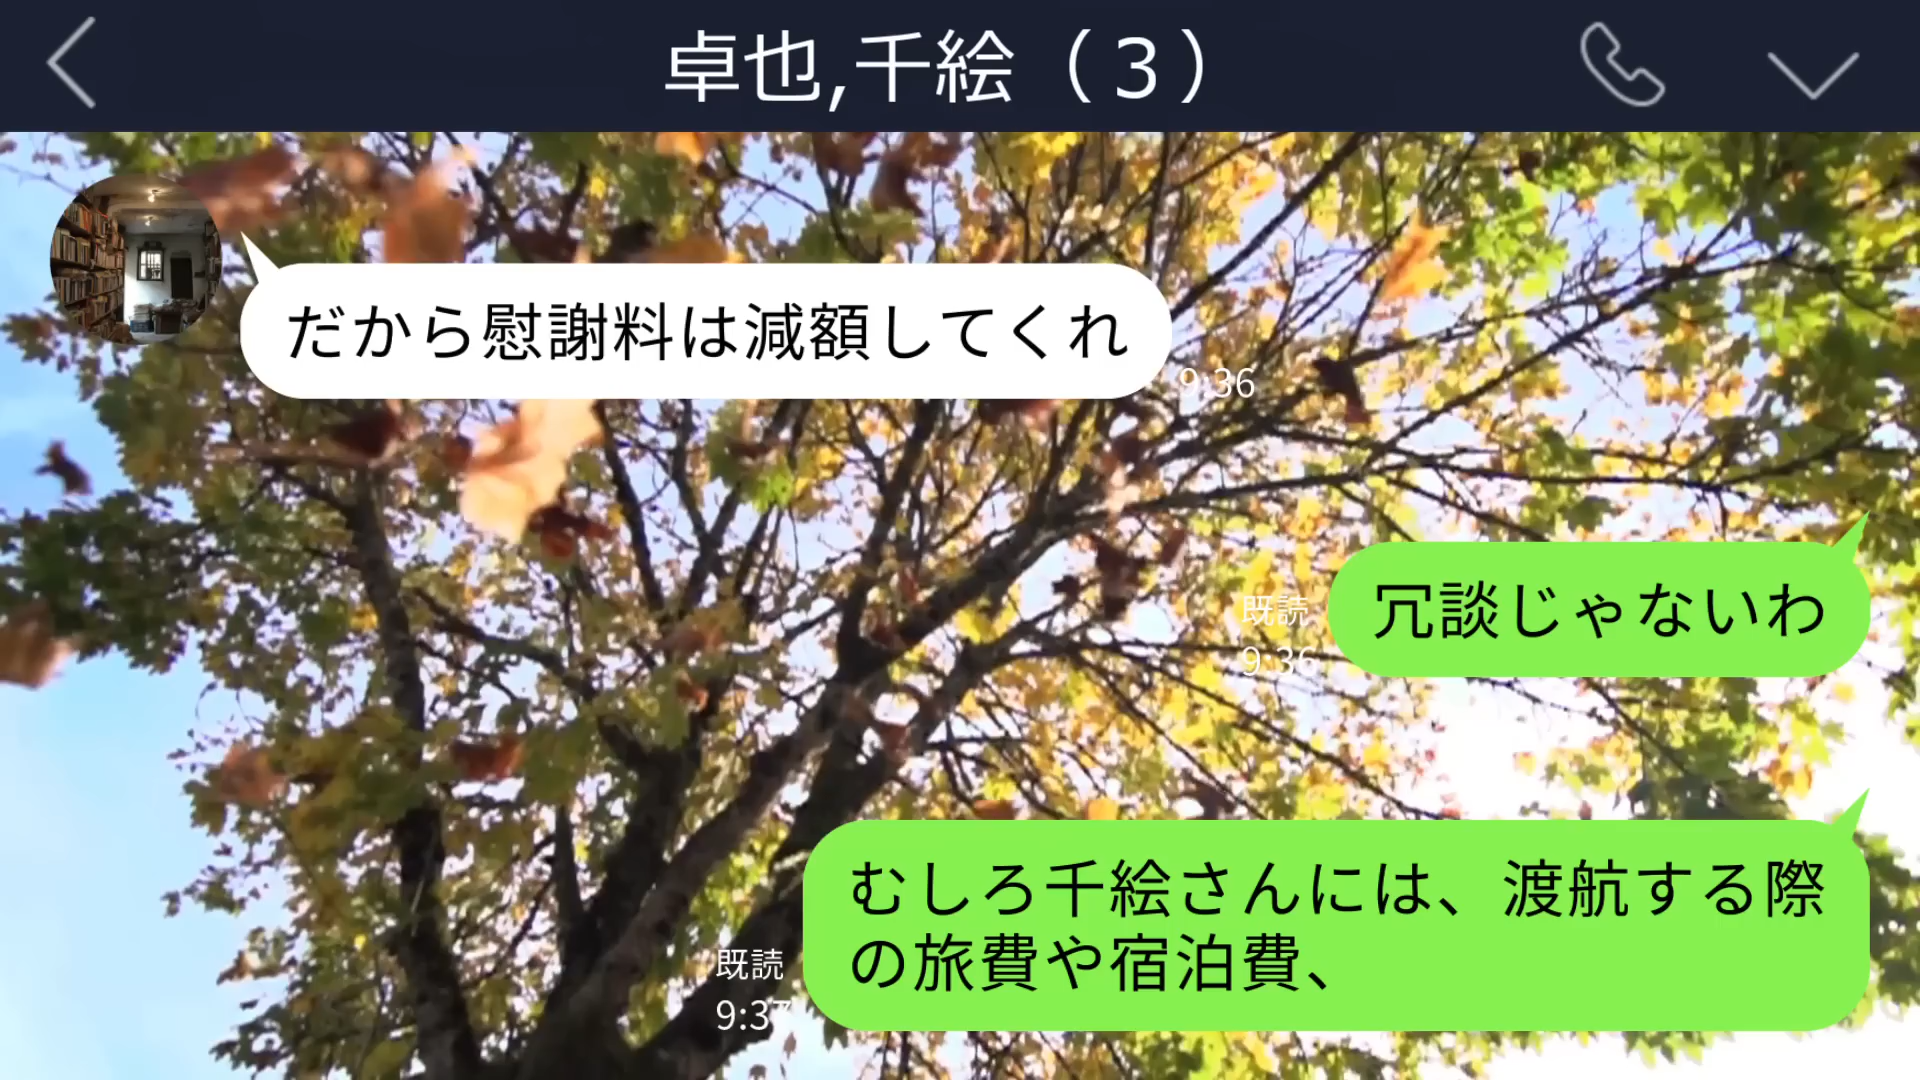 卓也,千絵（３）
だから慰謝料は減額してくれ
9:36
冗談じゃないわ
既読
9:36
むしろ千絵さんには、渡航する際
の旅費や宿泊費、
既読
9:37